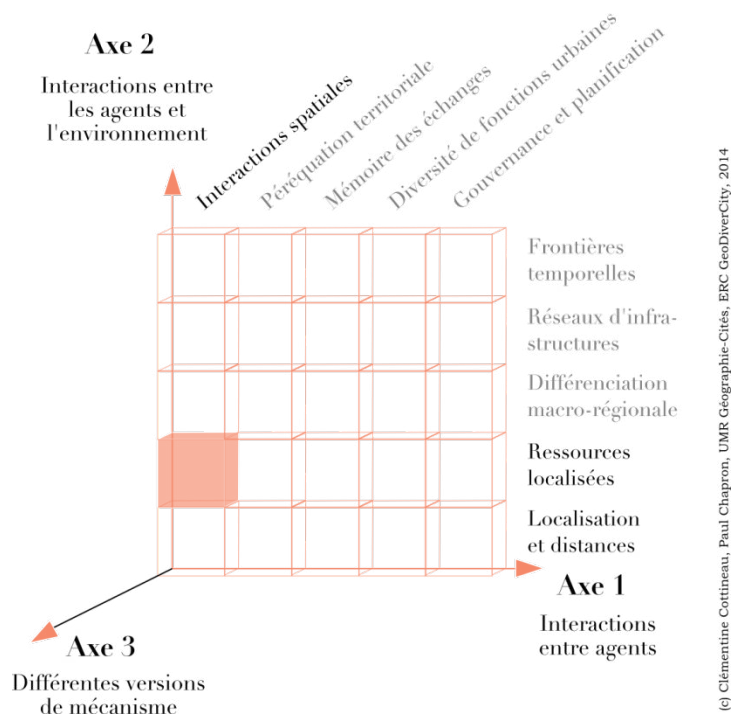 Axe 2
Interactions entre
les agents et
l'environnement
Interactions spatiales
Péréquation territoriale
Mémoire des échanges
Diversité de fonctions urbaines
Gouvernance et planification
Frontières
temporelles
Réseaux d'infra-
structures
Différenciation
macro-régionale
Ressources
localisées
Localisation
et distances
Axe 1
Interactions
entre agents
Axe 3
Différentes versions
de mécanisme
(c) Clémentine Cottineau, Paul Chapron, UMR Géographie-Cités, ERC GeoDiverCity, 2014